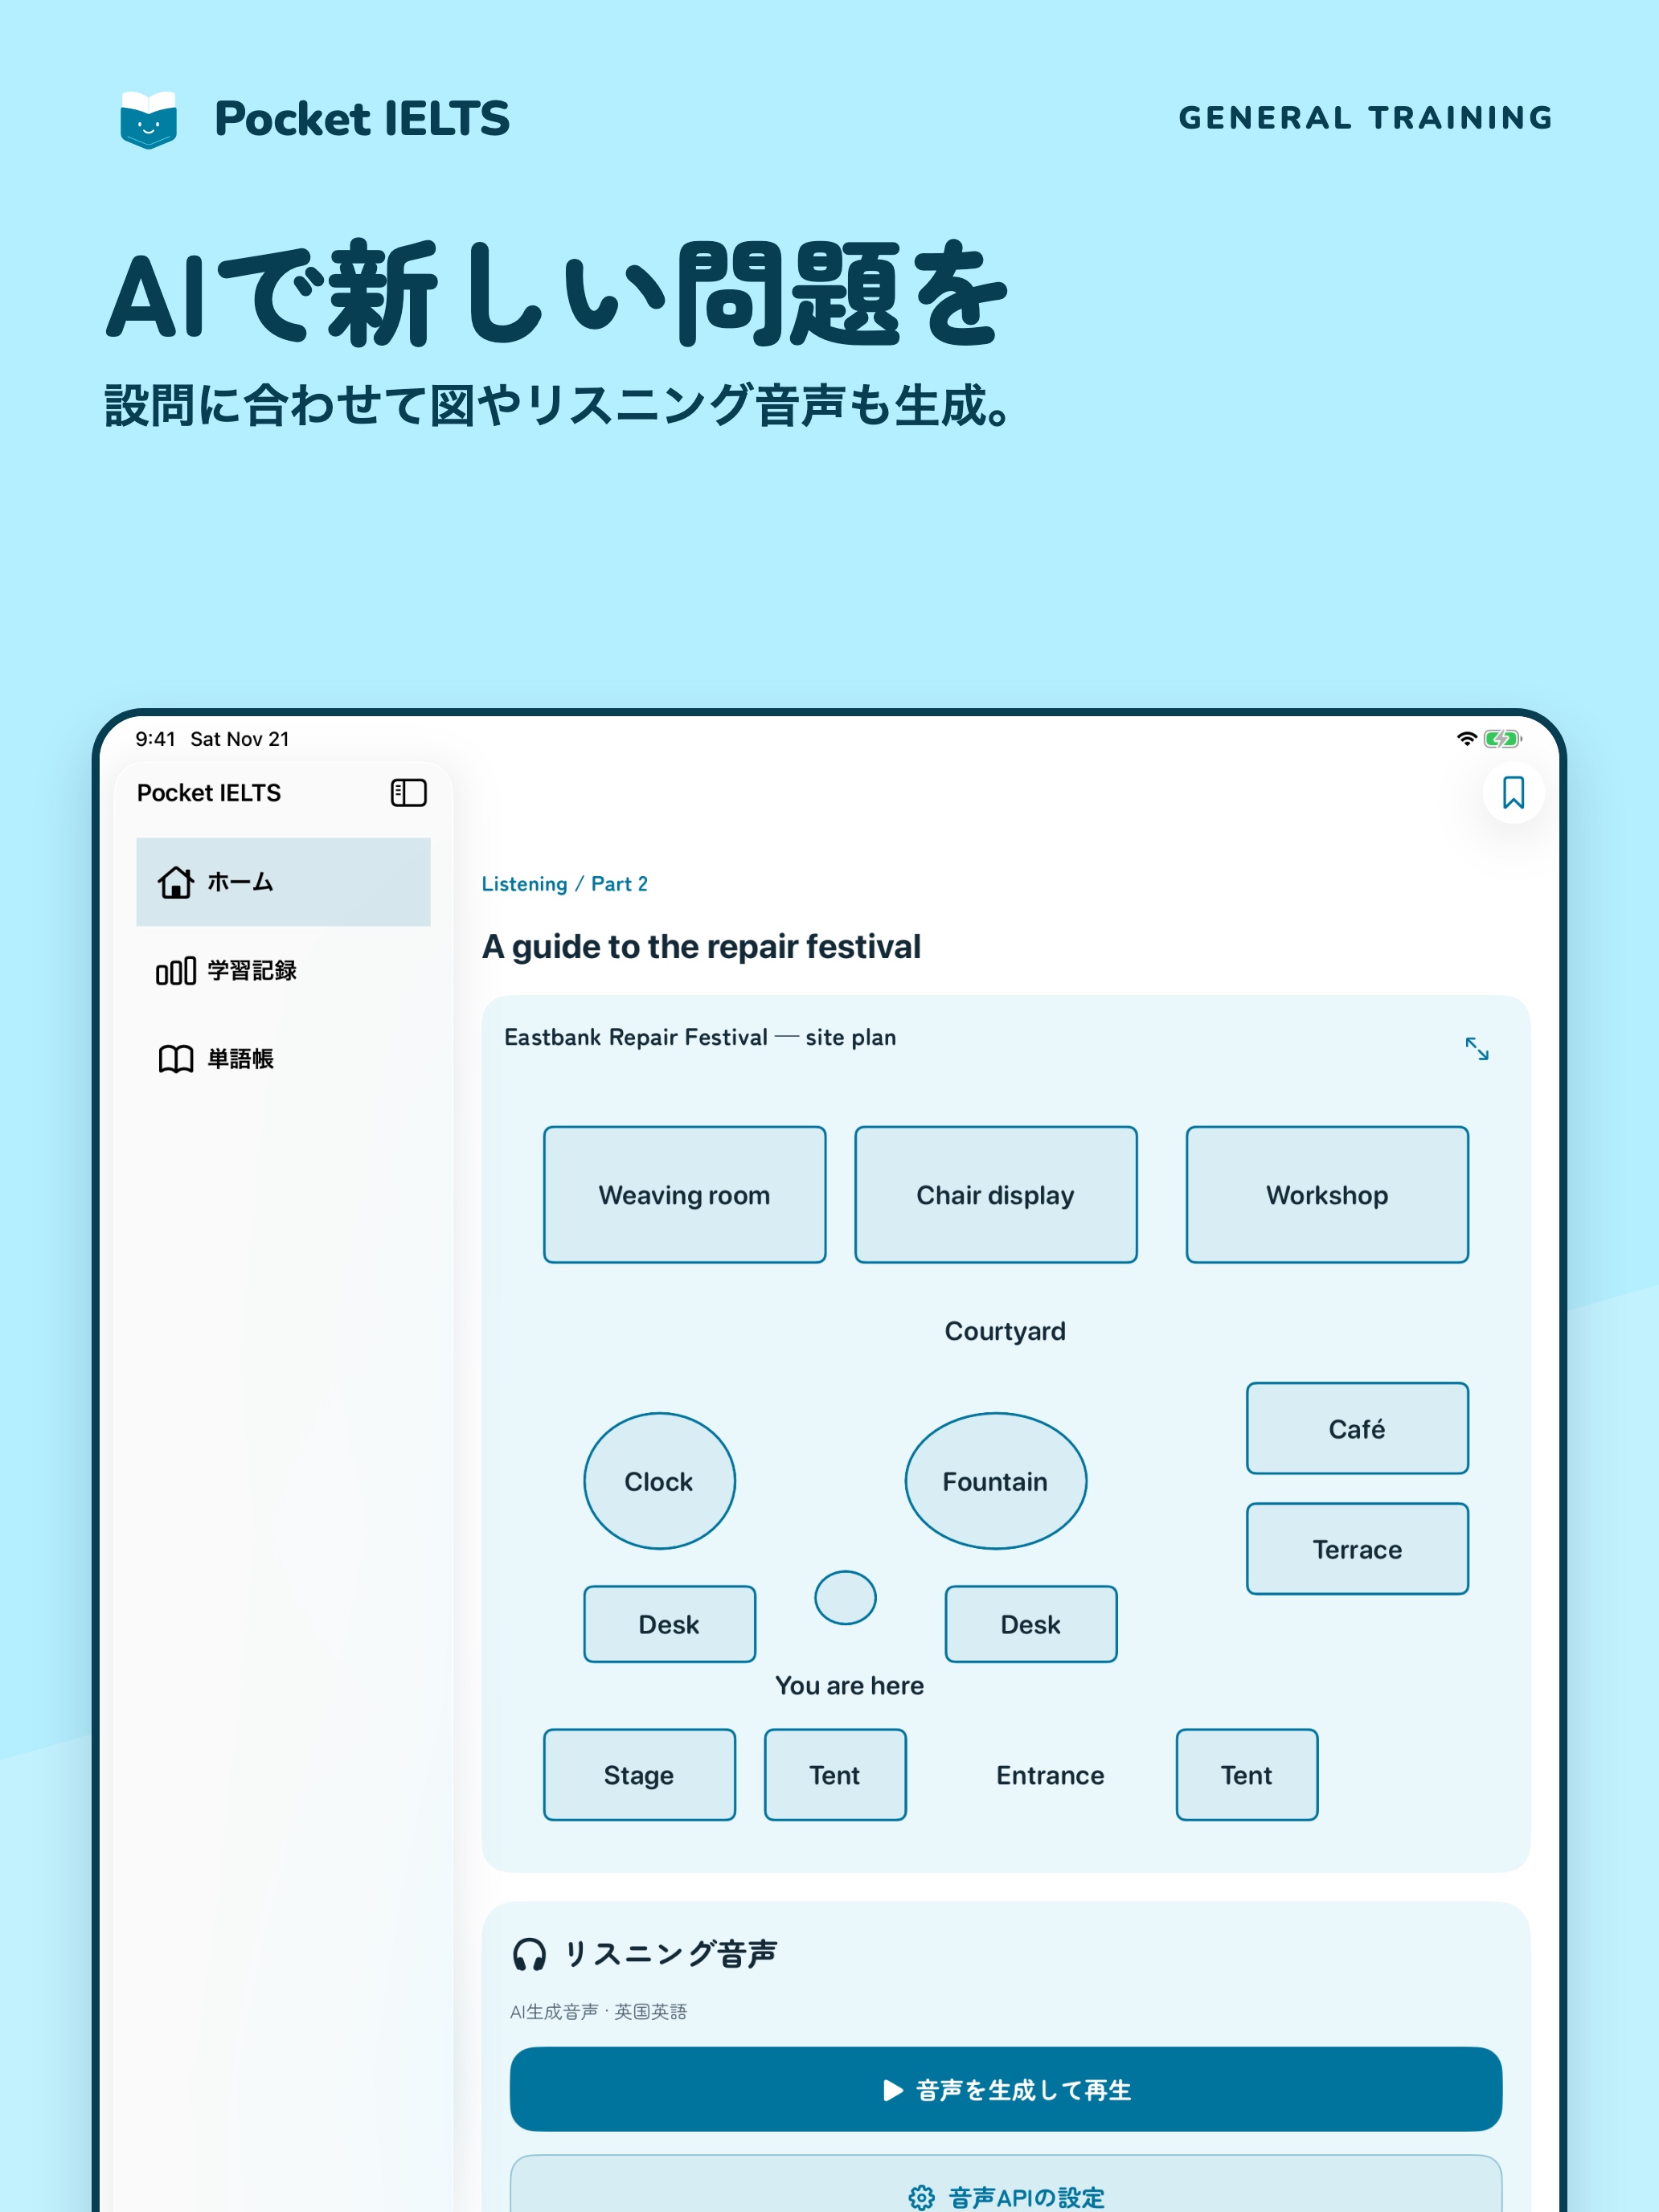 Pocket IELTS
GENERAL TRAINING
AIで新しい問題を
設問に合わせて図やリスニング音声も生成。
9:41 Sat Nov 21
Pocket IELTS
ホーム
学習記録
単語帳
Listening / Part 2
A guide to the repair festival
Eastbank Repair Festival — site plan
Weaving room
Chair display
Workshop
Courtyard
Café
Clock
Fountain
Terrace
Desk
Desk
You are here
Stage
Tent
Entrance
Tent
リスニング音声
AI生成音声 · 英国英語
音声を生成して再生
音声APIの設定